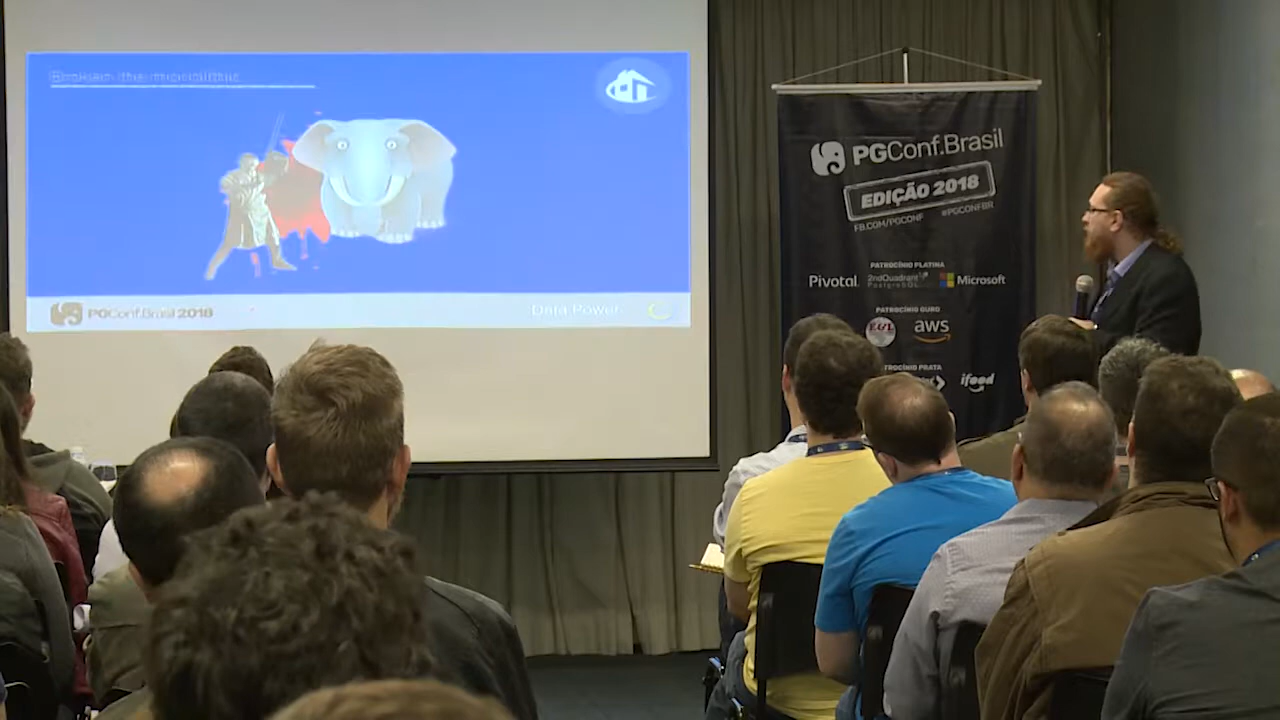 PGConf.Brasil 2018
Data Power
PGConf.Brasil
EDIÇÃO 2018
FB.COM/PGCONF #PGCONFBR
PATROCÍNIO PLATINA
Pivotal
2ndQuadrant
PostgreSQL
Microsoft
PATROCÍNIO OURO
aws
ifood